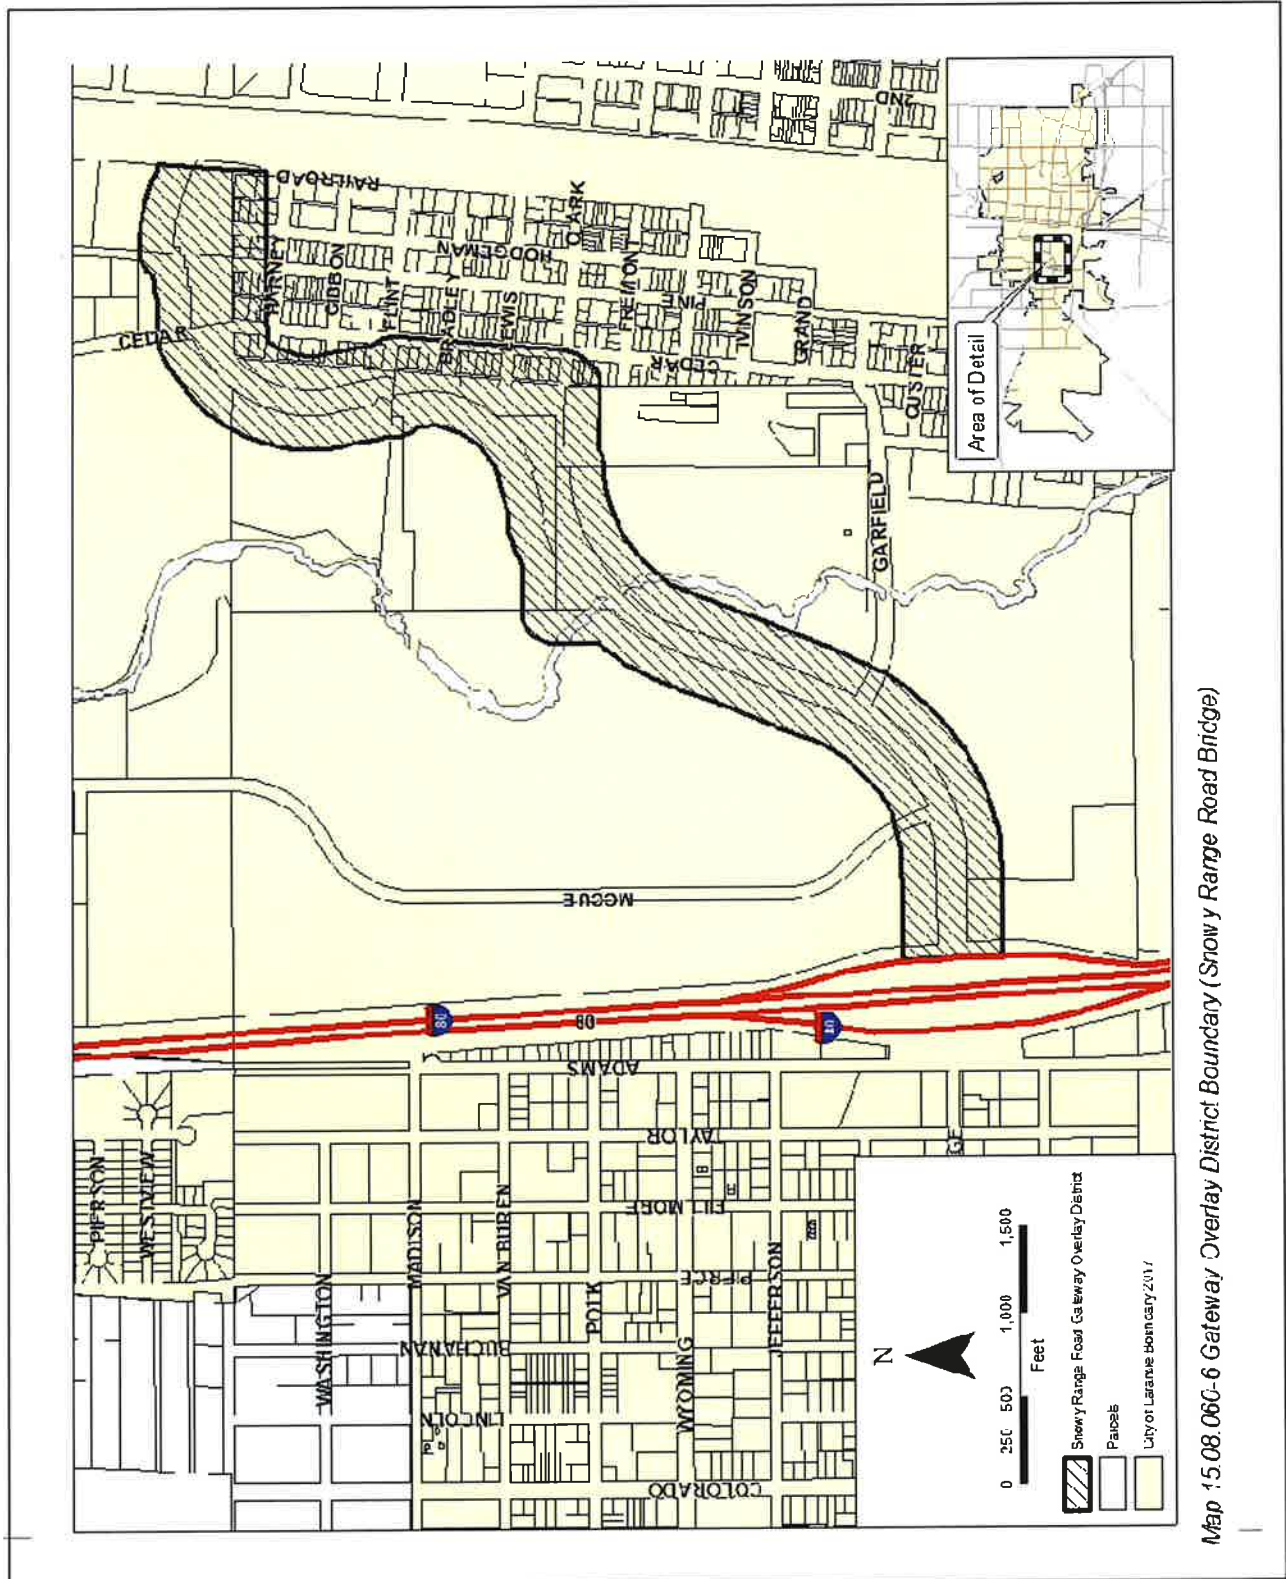 RAILROAD
2ND
HARNEY
GIBBON
FLINT
HODGEMAN
BRADLEY
LEWIS
CLARK
FREMONT
PINE
IVINSON
GRAND
CEDAR
CEDAR
CUSTER
GARFIELD
Area of Detail
MCCUE
80
80
80
ADAMS
TAYLOR
PIERSON
WESTVIEW
MADISON
VAN BUREN
FILLMORE
PIERCE
JEFFERSON
WASHINGTON
BUCHANAN
POLK
WYOMING
LINCOLN
COLORADO
N
0 250 500 1,000 1,500
Feet
Snowy Range Road Gateway Overlay District
Parcels
City of Laramie Boundary 2017
Map 15.08.060-6 Gateway Overlay District Boundary (Snowy Range Road Bridge)